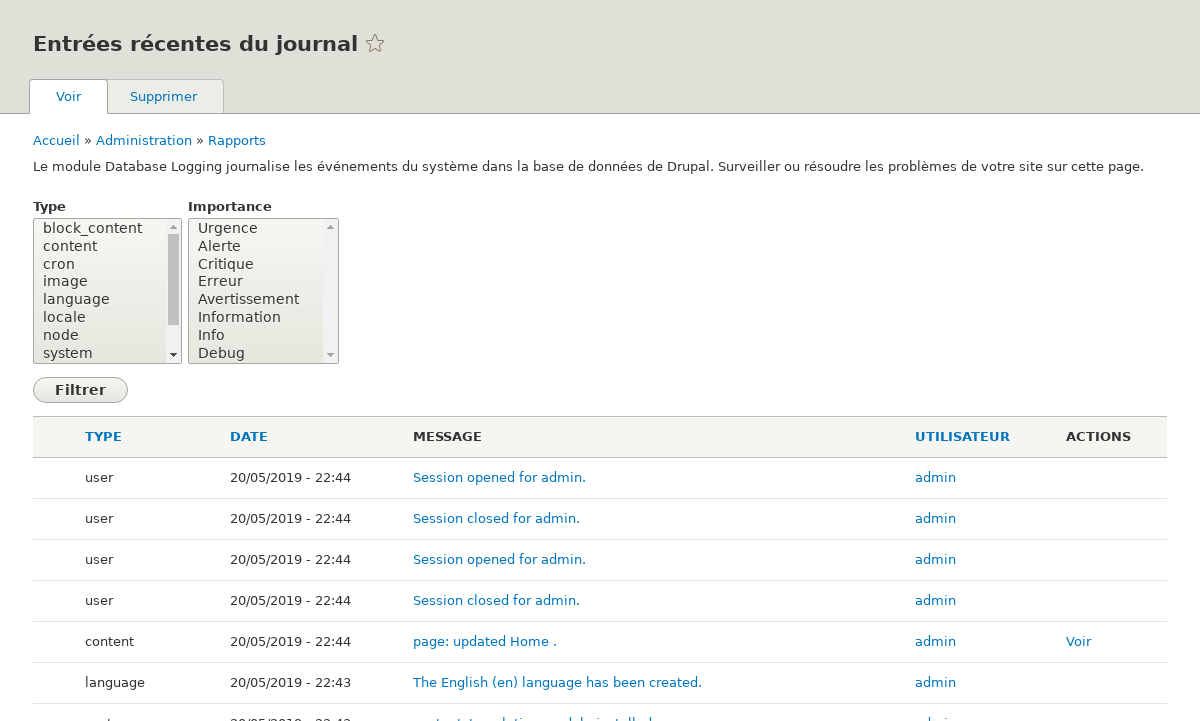 Entrées récentes du journal
Voir Supprimer
Accueil » Administration » Rapports
Le module Database Logging journalise les événements du système dans la base de données de Drupal. Surveiller ou résoudre les problèmes de votre site sur cette page.
Type Importance
block_content Urgence
content Alerte
cron Critique
image Erreur
language Avertissement
locale Information
node Info
system Debug
Filtrer
TYPE DATE MESSAGE UTILISATEUR ACTIONS
user 20/05/2019 - 22:44 Session opened for admin. admin
user 20/05/2019 - 22:44 Session closed for admin. admin
user 20/05/2019 - 22:44 Session opened for admin. admin
user 20/05/2019 - 22:44 Session closed for admin. admin
content 20/05/2019 - 22:44 page: updated Home . admin Voir
language 20/05/2019 - 22:43 The English (en) language has been created. admin